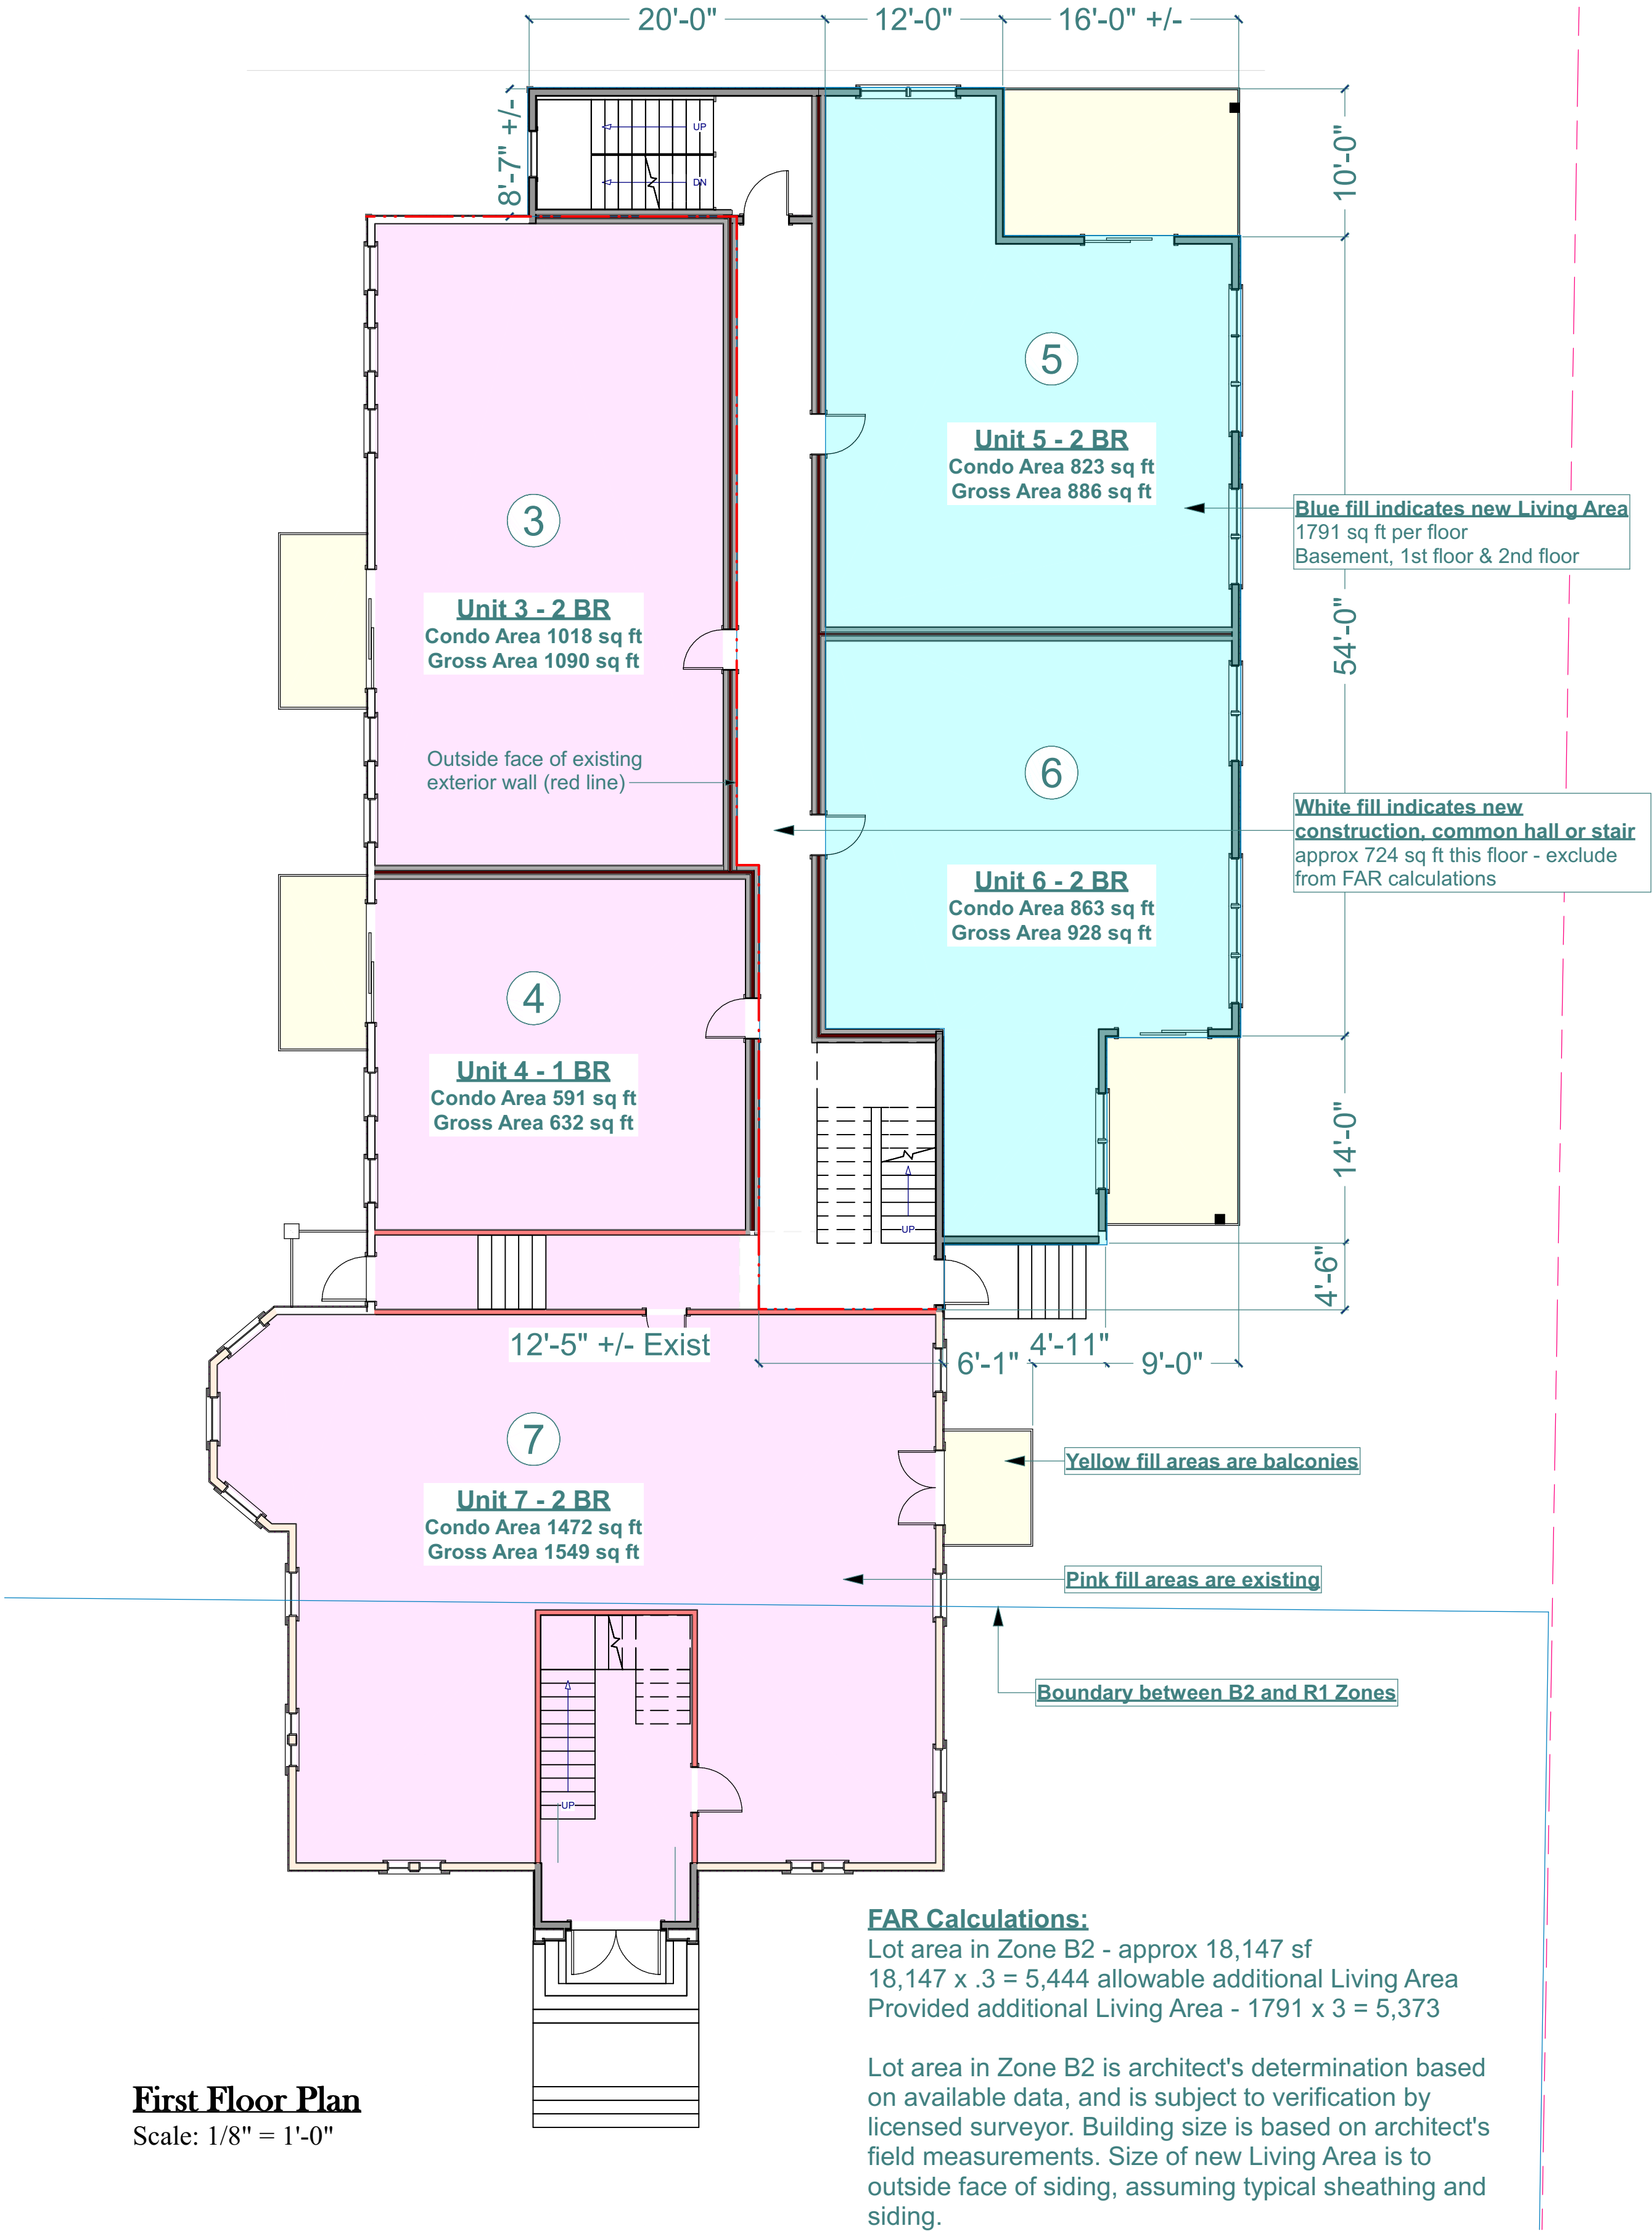 20'-0"
12'-0"
16'-0" +/-
8'-7" +/-
10'-0"
UP
DN
5
Unit 5 - 2 BR
Condo Area 823 sq ft
Gross Area 886 sq ft
3
Blue fill indicates new Living Area
1791 sq ft per floor
Basement, 1st floor & 2nd floor
Unit 3 - 2 BR
Condo Area 1018 sq ft
Gross Area 1090 sq ft
54'-0"
Outside face of existing
exterior wall (red line)
6
White fill indicates new
construction, common hall or stair
approx 724 sq ft this floor - exclude
from FAR calculations
Unit 6 - 2 BR
Condo Area 863 sq ft
Gross Area 928 sq ft
4
Unit 4 - 1 BR
Condo Area 591 sq ft
Gross Area 632 sq ft
14'-0"
UP
4'-6"
12'-5" +/- Exist
6'-1"
4'-11"
9'-0"
7
Yellow fill areas are balconies
Unit 7 - 2 BR
Condo Area 1472 sq ft
Gross Area 1549 sq ft
Pink fill areas are existing
Boundary between B2 and R1 Zones
UP
FAR Calculations:
Lot area in Zone B2 - approx 18,147 sf
18,147 x .3 = 5,444 allowable additional Living Area
Provided additional Living Area - 1791 x 3 = 5,373
Lot area in Zone B2 is architect's determination based
on available data, and is subject to verification by
licensed surveyor. Building size is based on architect's
field measurements. Size of new Living Area is to
outside face of siding, assuming typical sheathing and
siding.
First Floor Plan
Scale: 1/8" = 1'-0"